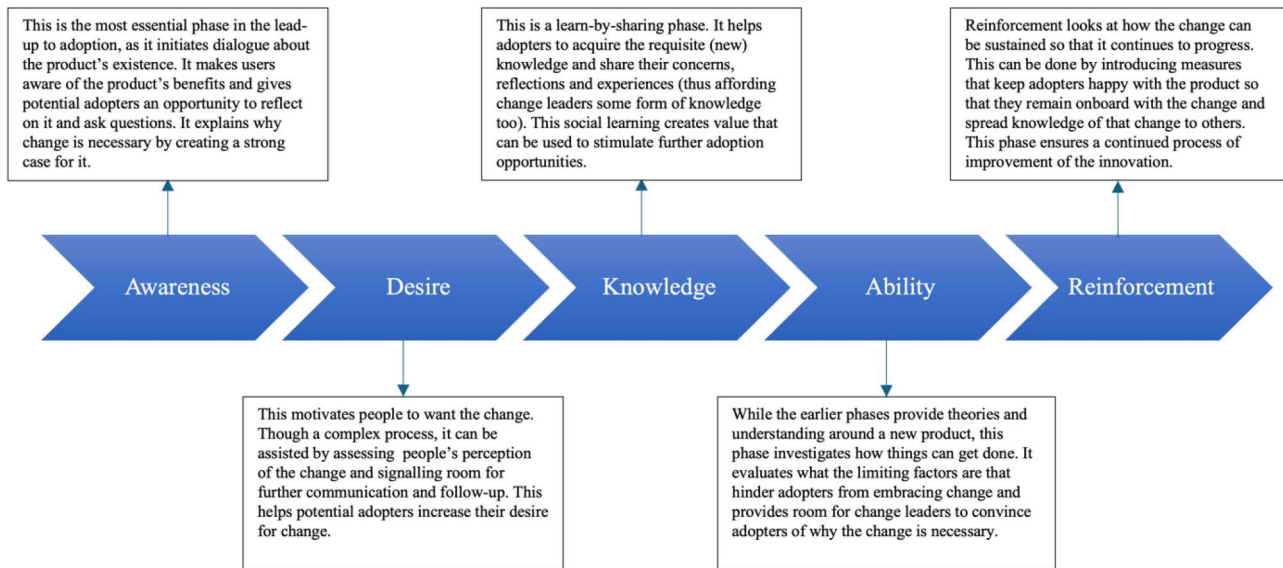 This is the most essential phase in the lead-
up to adoption, as it initiates dialogue about
the product's existence. It makes users
aware of the product's benefits and gives
potential adopters an opportunity to reflect
on it and ask questions. It explains why
change is necessary by creating a strong
case for it.
This is a learn-by-sharing phase. It helps
adopters to acquire the requisite (new)
knowledge and share their concerns,
reflections and experiences (thus affording
change leaders some form of knowledge
too). This social learning creates value that
can be used to stimulate further adoption
opportunities.
Reinforcement looks at how the change can
be sustained so that it continues to progress.
This can be done by introducing measures
that keep adopters happy with the product so
that they remain onboard with the change and
spread knowledge of that change to others.
This phase ensures a continued process of
improvement of the innovation.
Awareness
Desire
Knowledge
Ability
Reinforcement
This motivates people to want the change.
Though a complex process, it can be
assisted by assessing people's perception
of the change and signalling room for
further communication and follow-up. This
helps potential adopters increase their desire
for change.
While the earlier phases provide theories and
understanding around a new product, this
phase investigates how things can get done. It
evaluates what the limiting factors are that
hinder adopters from embracing change and
provides room for change leaders to convince
adopters of why the change is necessary.